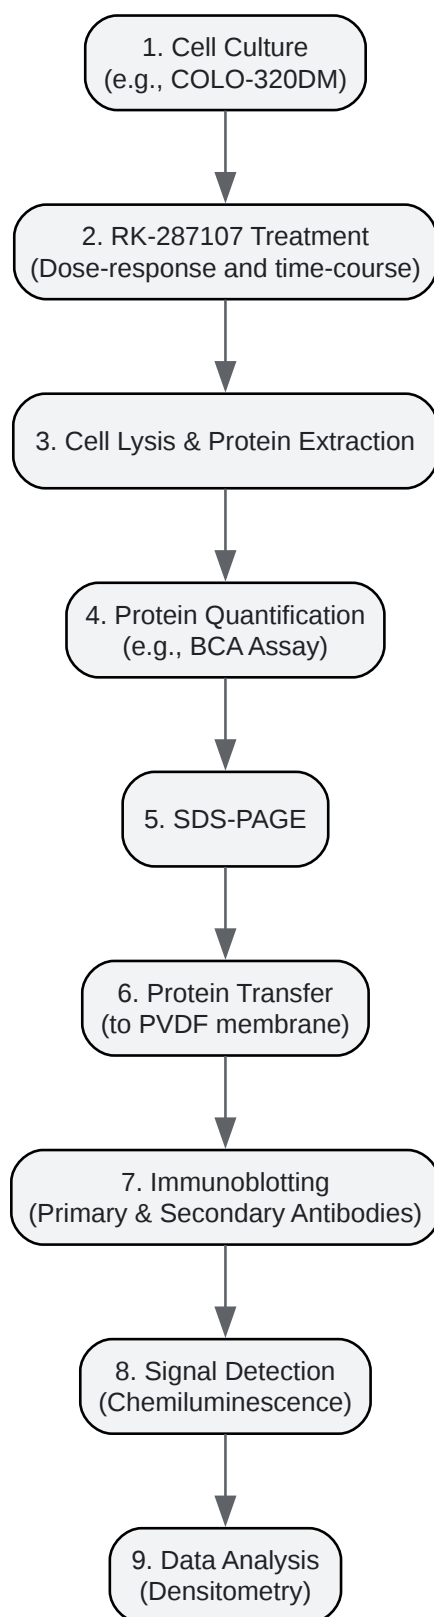 1. Cell Culture
(e.g., COLO-320DM)
2. RK-287107 Treatment
(Dose-response and time-course)
3. Cell Lysis & Protein Extraction
4. Protein Quantification
(e.g., BCA Assay)
5. SDS-PAGE
6. Protein Transfer
(to PVDF membrane)
7. Immunoblotting
(Primary & Secondary Antibodies)
8. Signal Detection
(Chemiluminescence)
9. Data Analysis
(Densitometry)